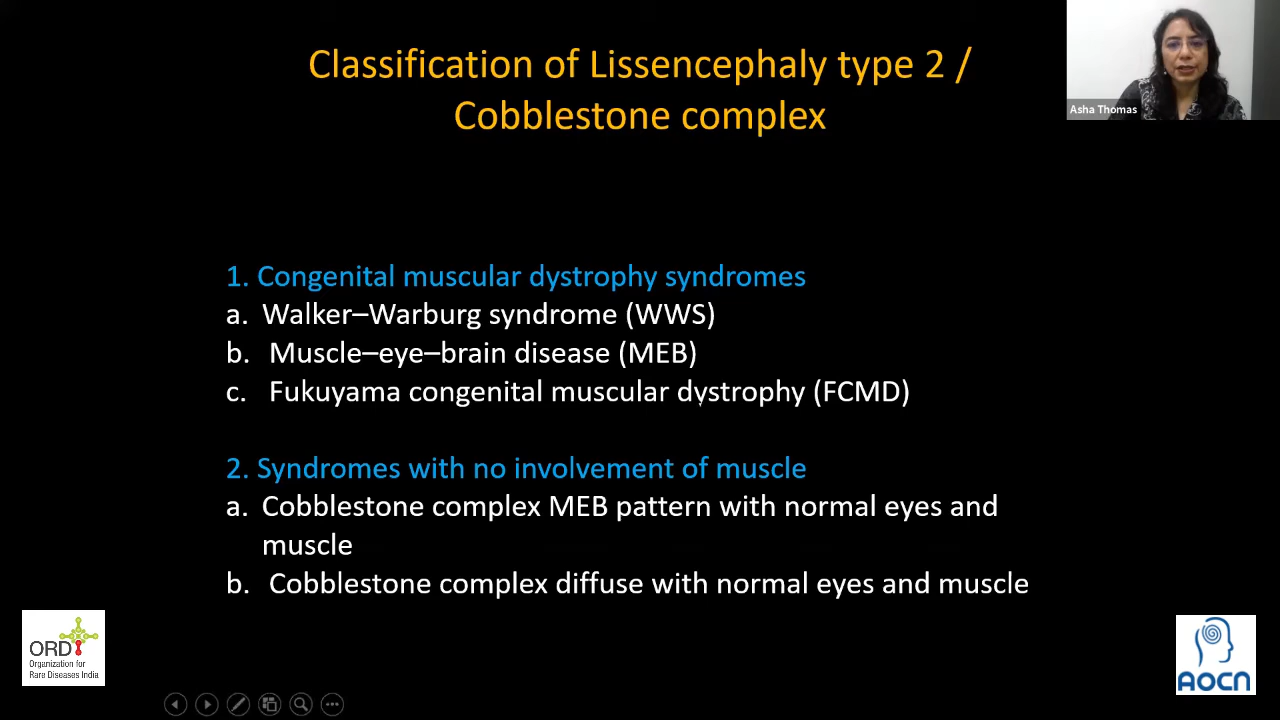 Classification of Lissencephaly type 2 /
Cobblestone complex
Asha Thomas
1. Congenital muscular dystrophy syndromes
a. Walker–Warburg syndrome (WWS)
b. Muscle–eye–brain disease (MEB)
c. Fukuyama congenital muscular dystrophy (FCMD)
2. Syndromes with no involvement of muscle
a. Cobblestone complex MEB pattern with normal eyes and
muscle
b. Cobblestone complex diffuse with normal eyes and muscle
ORDI
Organization for
Rare Diseases India
AOCN